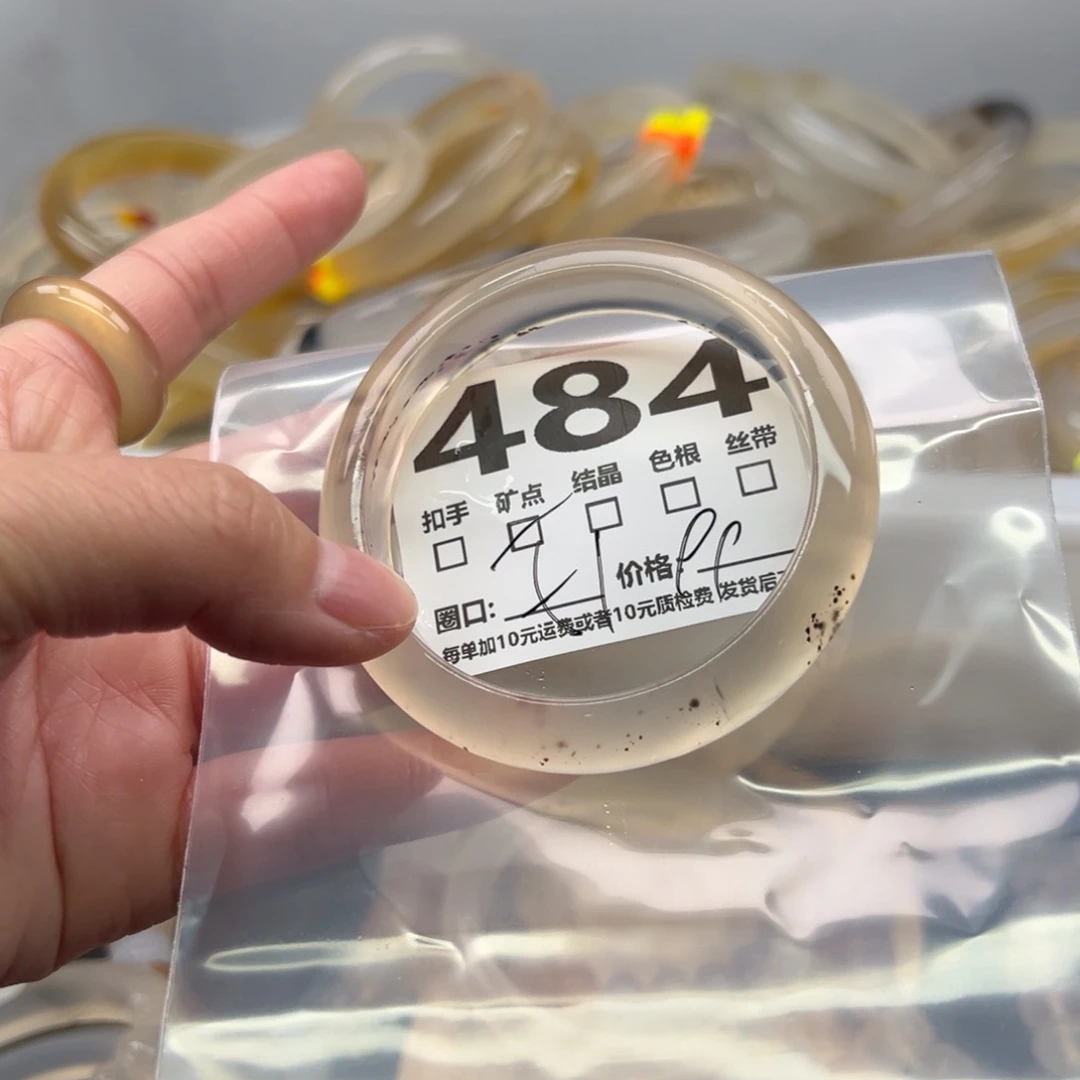 484
扣手 矿点 结晶 色根 丝带
圈口: 价格:
每单加10元运费或者10元质检费 发货后